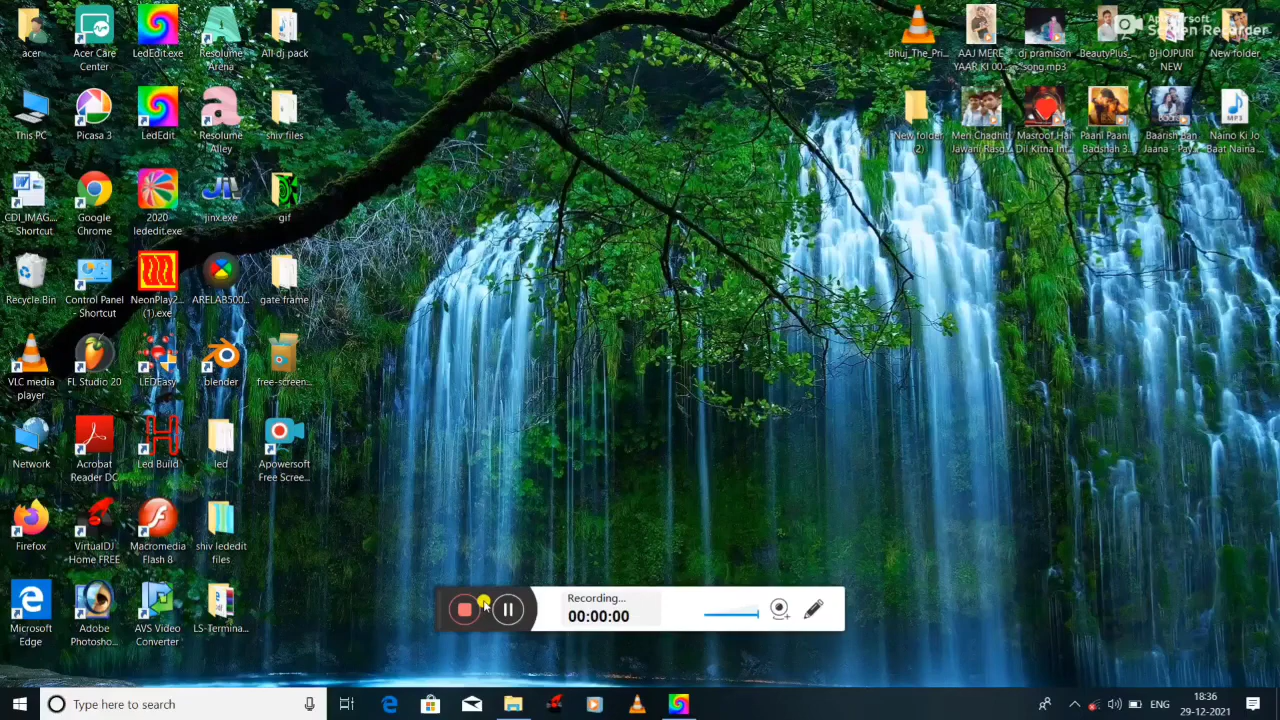 acer
Acer Care
Center
LedEdit.exe
Resolume
Arena
All dj pack
This PC
Picasa 3
LedEdit
Resolume
Alley
shiv files
CDI_IMAG...
- Shortcut
Google
Chrome
2020
lededit.exe
jinx.exe
gif
Recycle Bin
Control Panel
- Shortcut
NeonPlay2...
(1).exe
ARELAB500...
gate frame
VLC media
player
FL Studio 20
LEDEasy
blender
free-screen...
Network
Acrobat
Reader DC
Led Build
led
Apowersoft
Free Scree...
Firefox
VirtualDJ
Home FREE
Macromedia
Flash 8
shiv lededit
files
Microsoft
Edge
Adobe
Photosho...
AVS Video
Converter
LS-Termina...
Bhuj_The_Pri...
AAJ MERE
YAAR KI 00...
dj pramison
song.mp3
BeautyPlus_...
BHOJPURI
NEW
New folder
Apowersoft
Screen Recorder
New folder
(2)
Meri Chadhti
Jawani Rasg...
Masroof Hai
Dil Kitna Int...
Paani Paani
Badshah 3...
Baarish Ban
Jaana - Pay...
MP3
Naino Ki Jo
Baat Naina ...
Recording...
00:00:00
Type here to search
ENG
18:36
29-12-2021